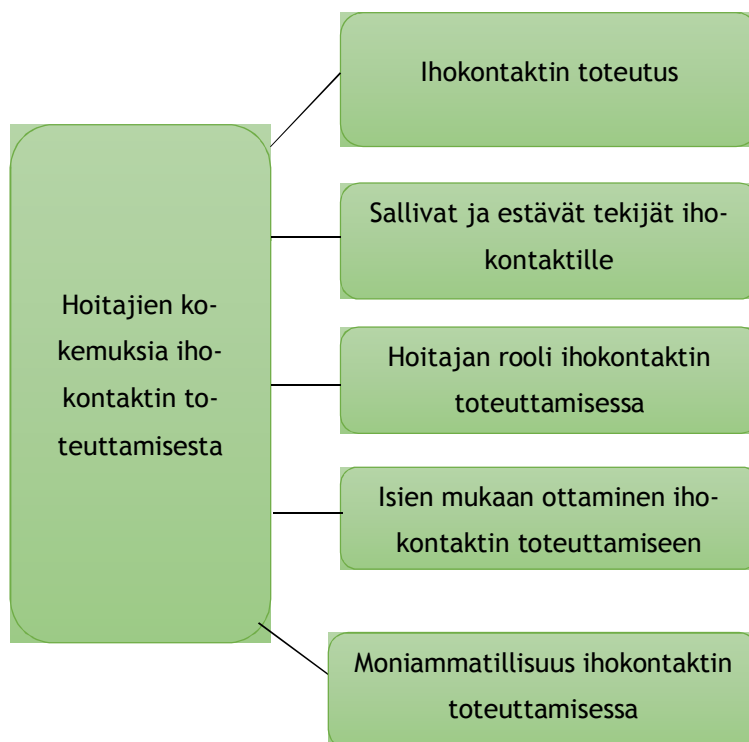 Ihokontaktin toteutus
Sallivat ja estävät tekijät iho-
kontaktille
Hoitajien ko-
kemuksia iho-
kontaktin to-
teuttamisesta
Hoitajan rooli ihokontaktin
toteuttamisessa
Isien mukaan ottaminen iho-
kontaktin toteuttamiseen
Moniammatillisuus ihokontaktin
toteuttamisessa